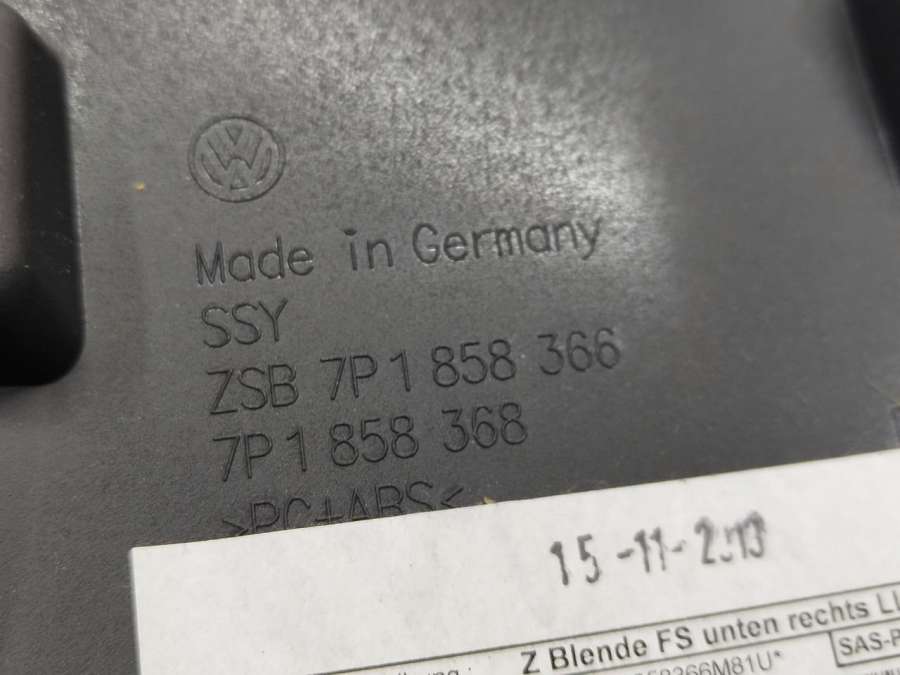 Made in Germany
SSY
ZSB 7P1 858 366
7P1 858 368
>PC+ABS<
15-11-2013
Z Blende FS unten rechts
SAS-P